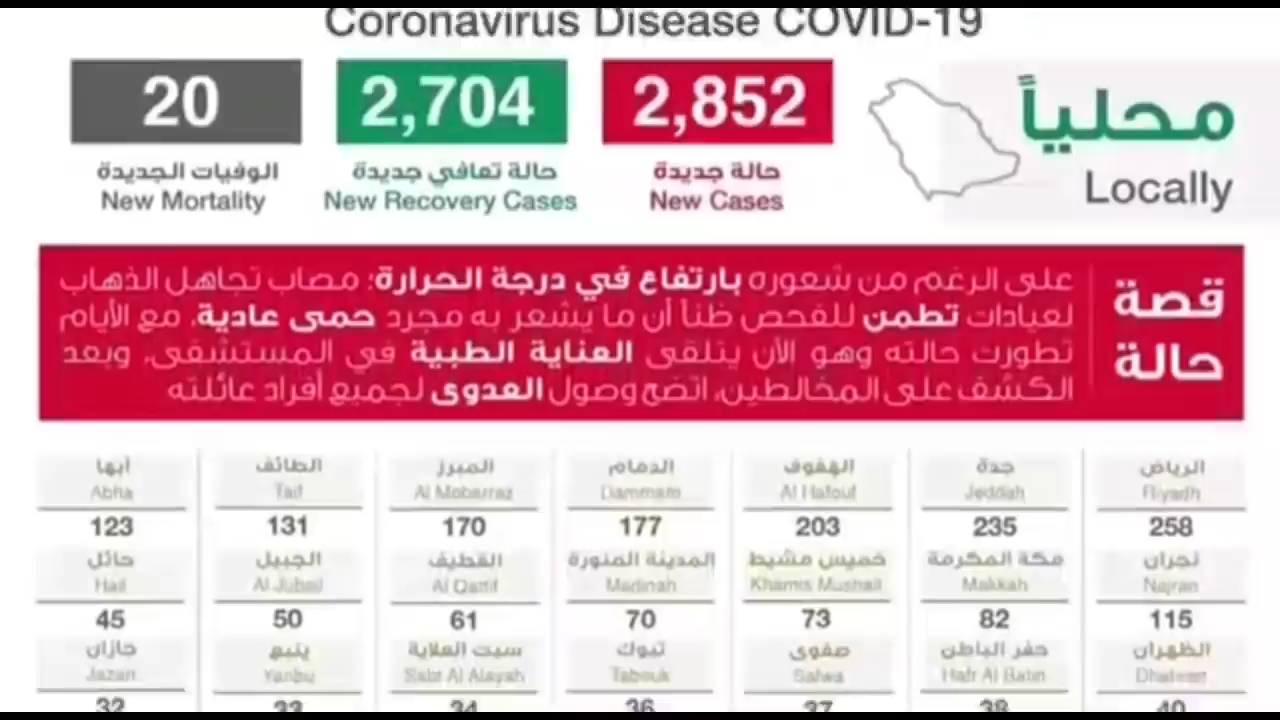 Coronavirus Disease COVID-19
محلياً
Locally
2,852
حالة جديدة
New Cases
2,704
حالة تعافي جديدة
New Recovery Cases
20
الوفيات الجديدة
New Mortality
قصة
حالة
على الرغم من شعوره بارتفاع في درجة الحرارة؛ مصاب تجاهل الذهاب
لعيادات تطمن للفحص ظناً أن ما يشعر به مجرد حمى عادية، مع الأيام
تطورت حالته وهو الآن يتلقى العناية الطبية في المستشفى، وبعد
الكشف على المخالطين، اتضح وصول العدوى لجميع أفراد عائلته
الرياض جدة الهفوف الدمام المبرز الطائف أبها
Riyadh Jeddah Al Hafouf Dammam Al Mobarraz Taif Abha
258 235 203 177 170 131 123
نجران مكة المكرمة خميس مشيط المدينة المنورة القطيف الجبيل حائل
Najran Makkah Khamis Mushait Madinah Al Qatif Al Jubail Hail
115 82 73 70 61 50 45
الظهران حفر الباطن صفوى تبوك سبت العلاية ينبع جازان
Dhahran Hafr Al Batin Safwa Tabouk Sabt Al Alayah Yanbu Jazan
40 38 37 36 34 33 32